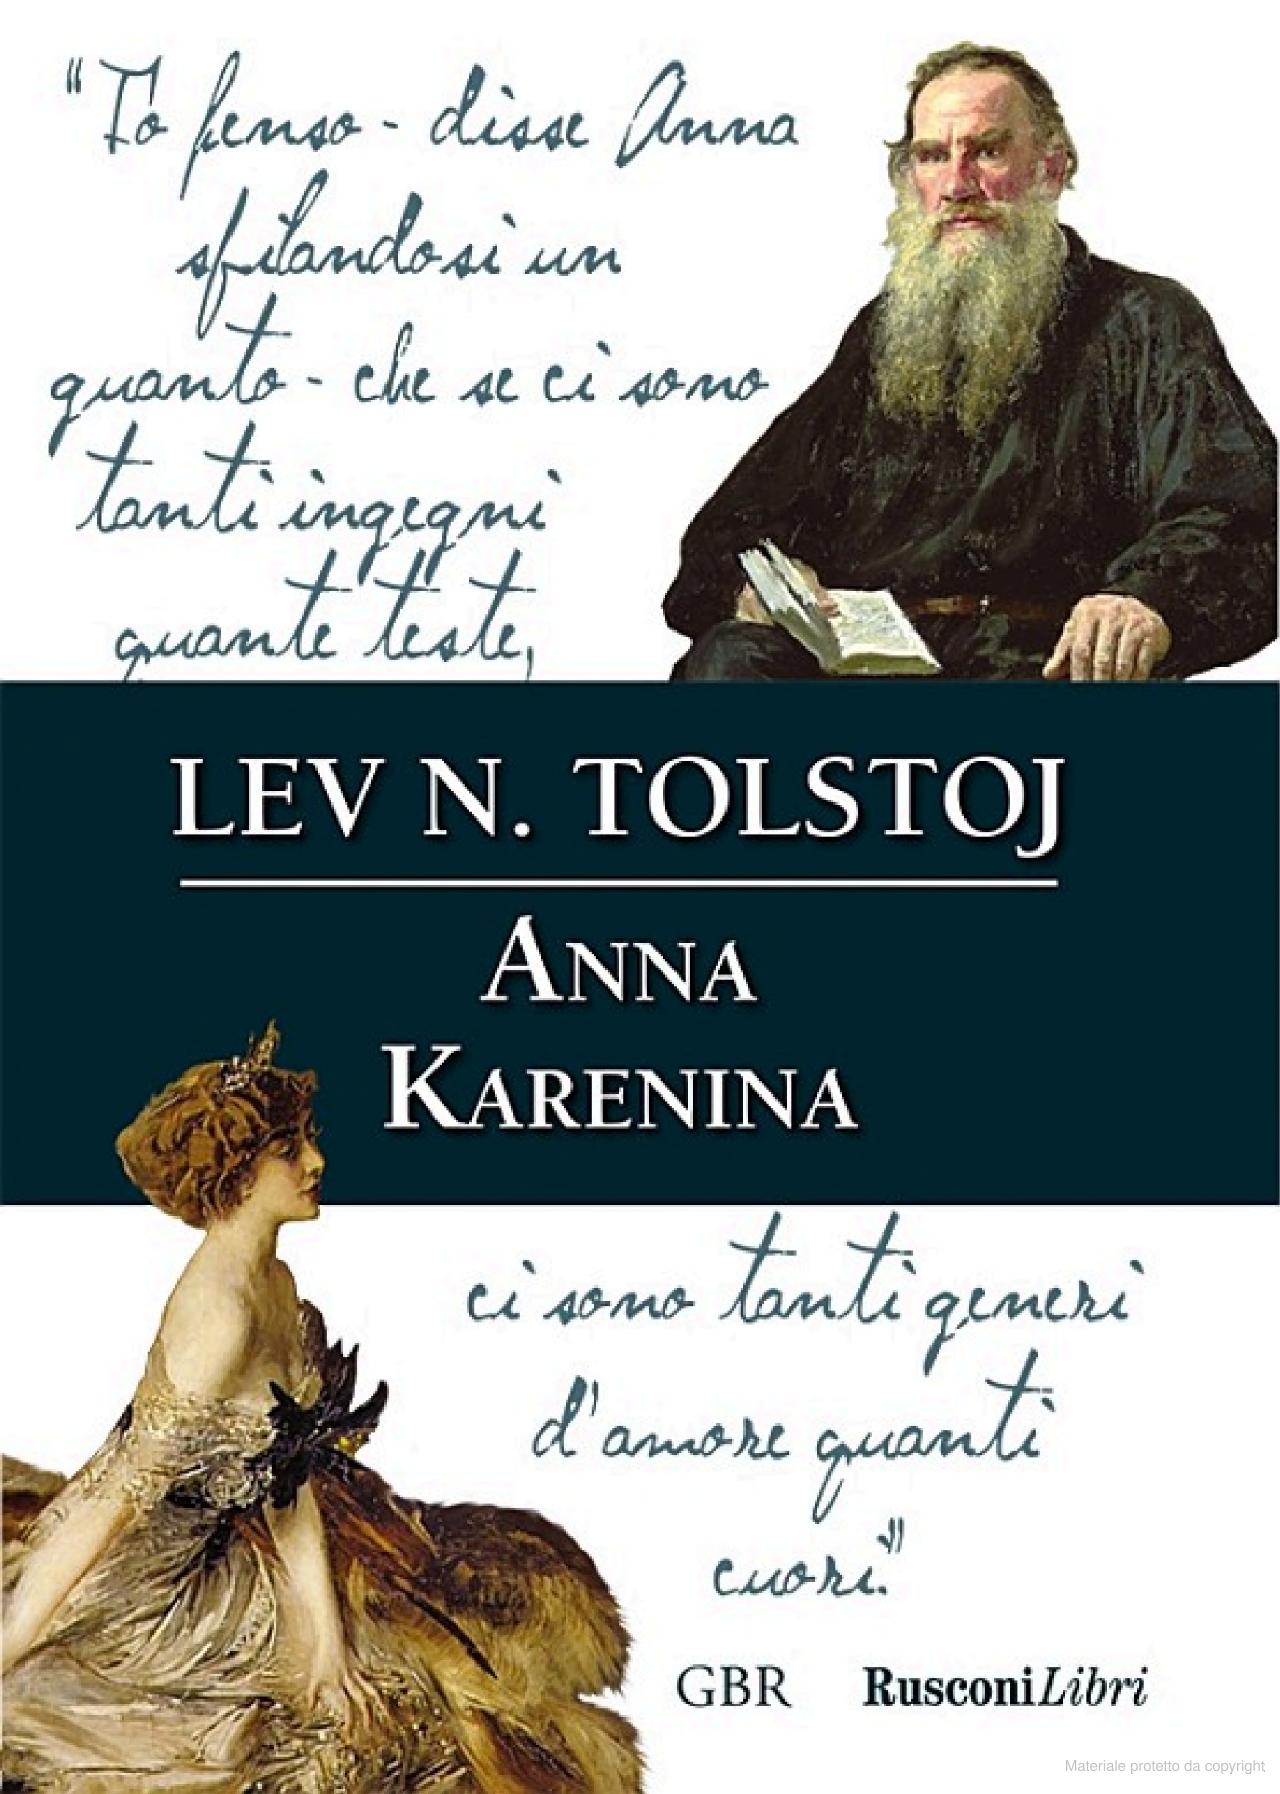 "Io penso - disse Anna
sfilandosi un
guanto - che se ci sono
tanti ingegni
quante teste,
LEV N. TOLSTOJ
ANNA
KARENINA
ci sono tanti generi
d'amore quanti
cuori."
GBR RusconiLibri
Materiale protetto da copyright